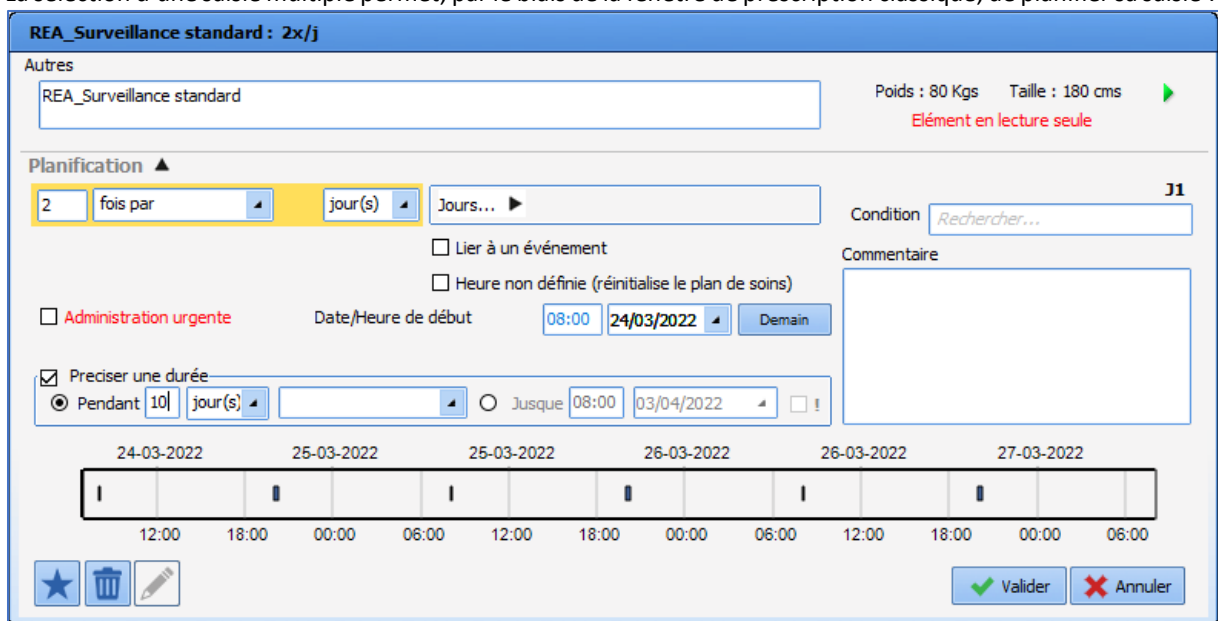 REA_Surveillance standard : 2x/j
Autres
REA_Surveillance standard
Poids : 80 Kgs Taille : 180 cms
Elément en lecture seule
Planification
J1
2 fois par jour(s) Jours...
Condition Rechercher...
Lier à un événement
Commentaire
Heure non définie (réinitialise le plan de soins)
Administration urgente Date/Heure de début 08:00 24/03/2022 Demain
Preciser une durée
Pendant 10 jour(s) Jusque 08:00 03/04/2022 !
24-03-2022 25-03-2022 25-03-2022 26-03-2022 26-03-2022 27-03-2022
12:00 18:00 00:00 06:00 12:00 18:00 00:00 06:00 12:00 18:00 00:00 06:00
Valider Annuler